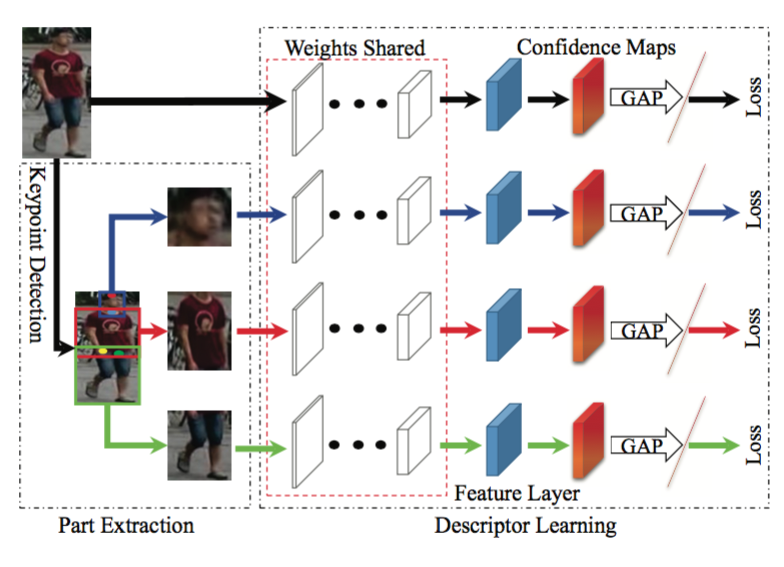 Weights Shared
Confidence Maps
GAP
Loss
Keypoint Detection
GAP
Loss
GAP
Loss
GAP
Loss
Feature Layer
Part Extraction
Descriptor Learning